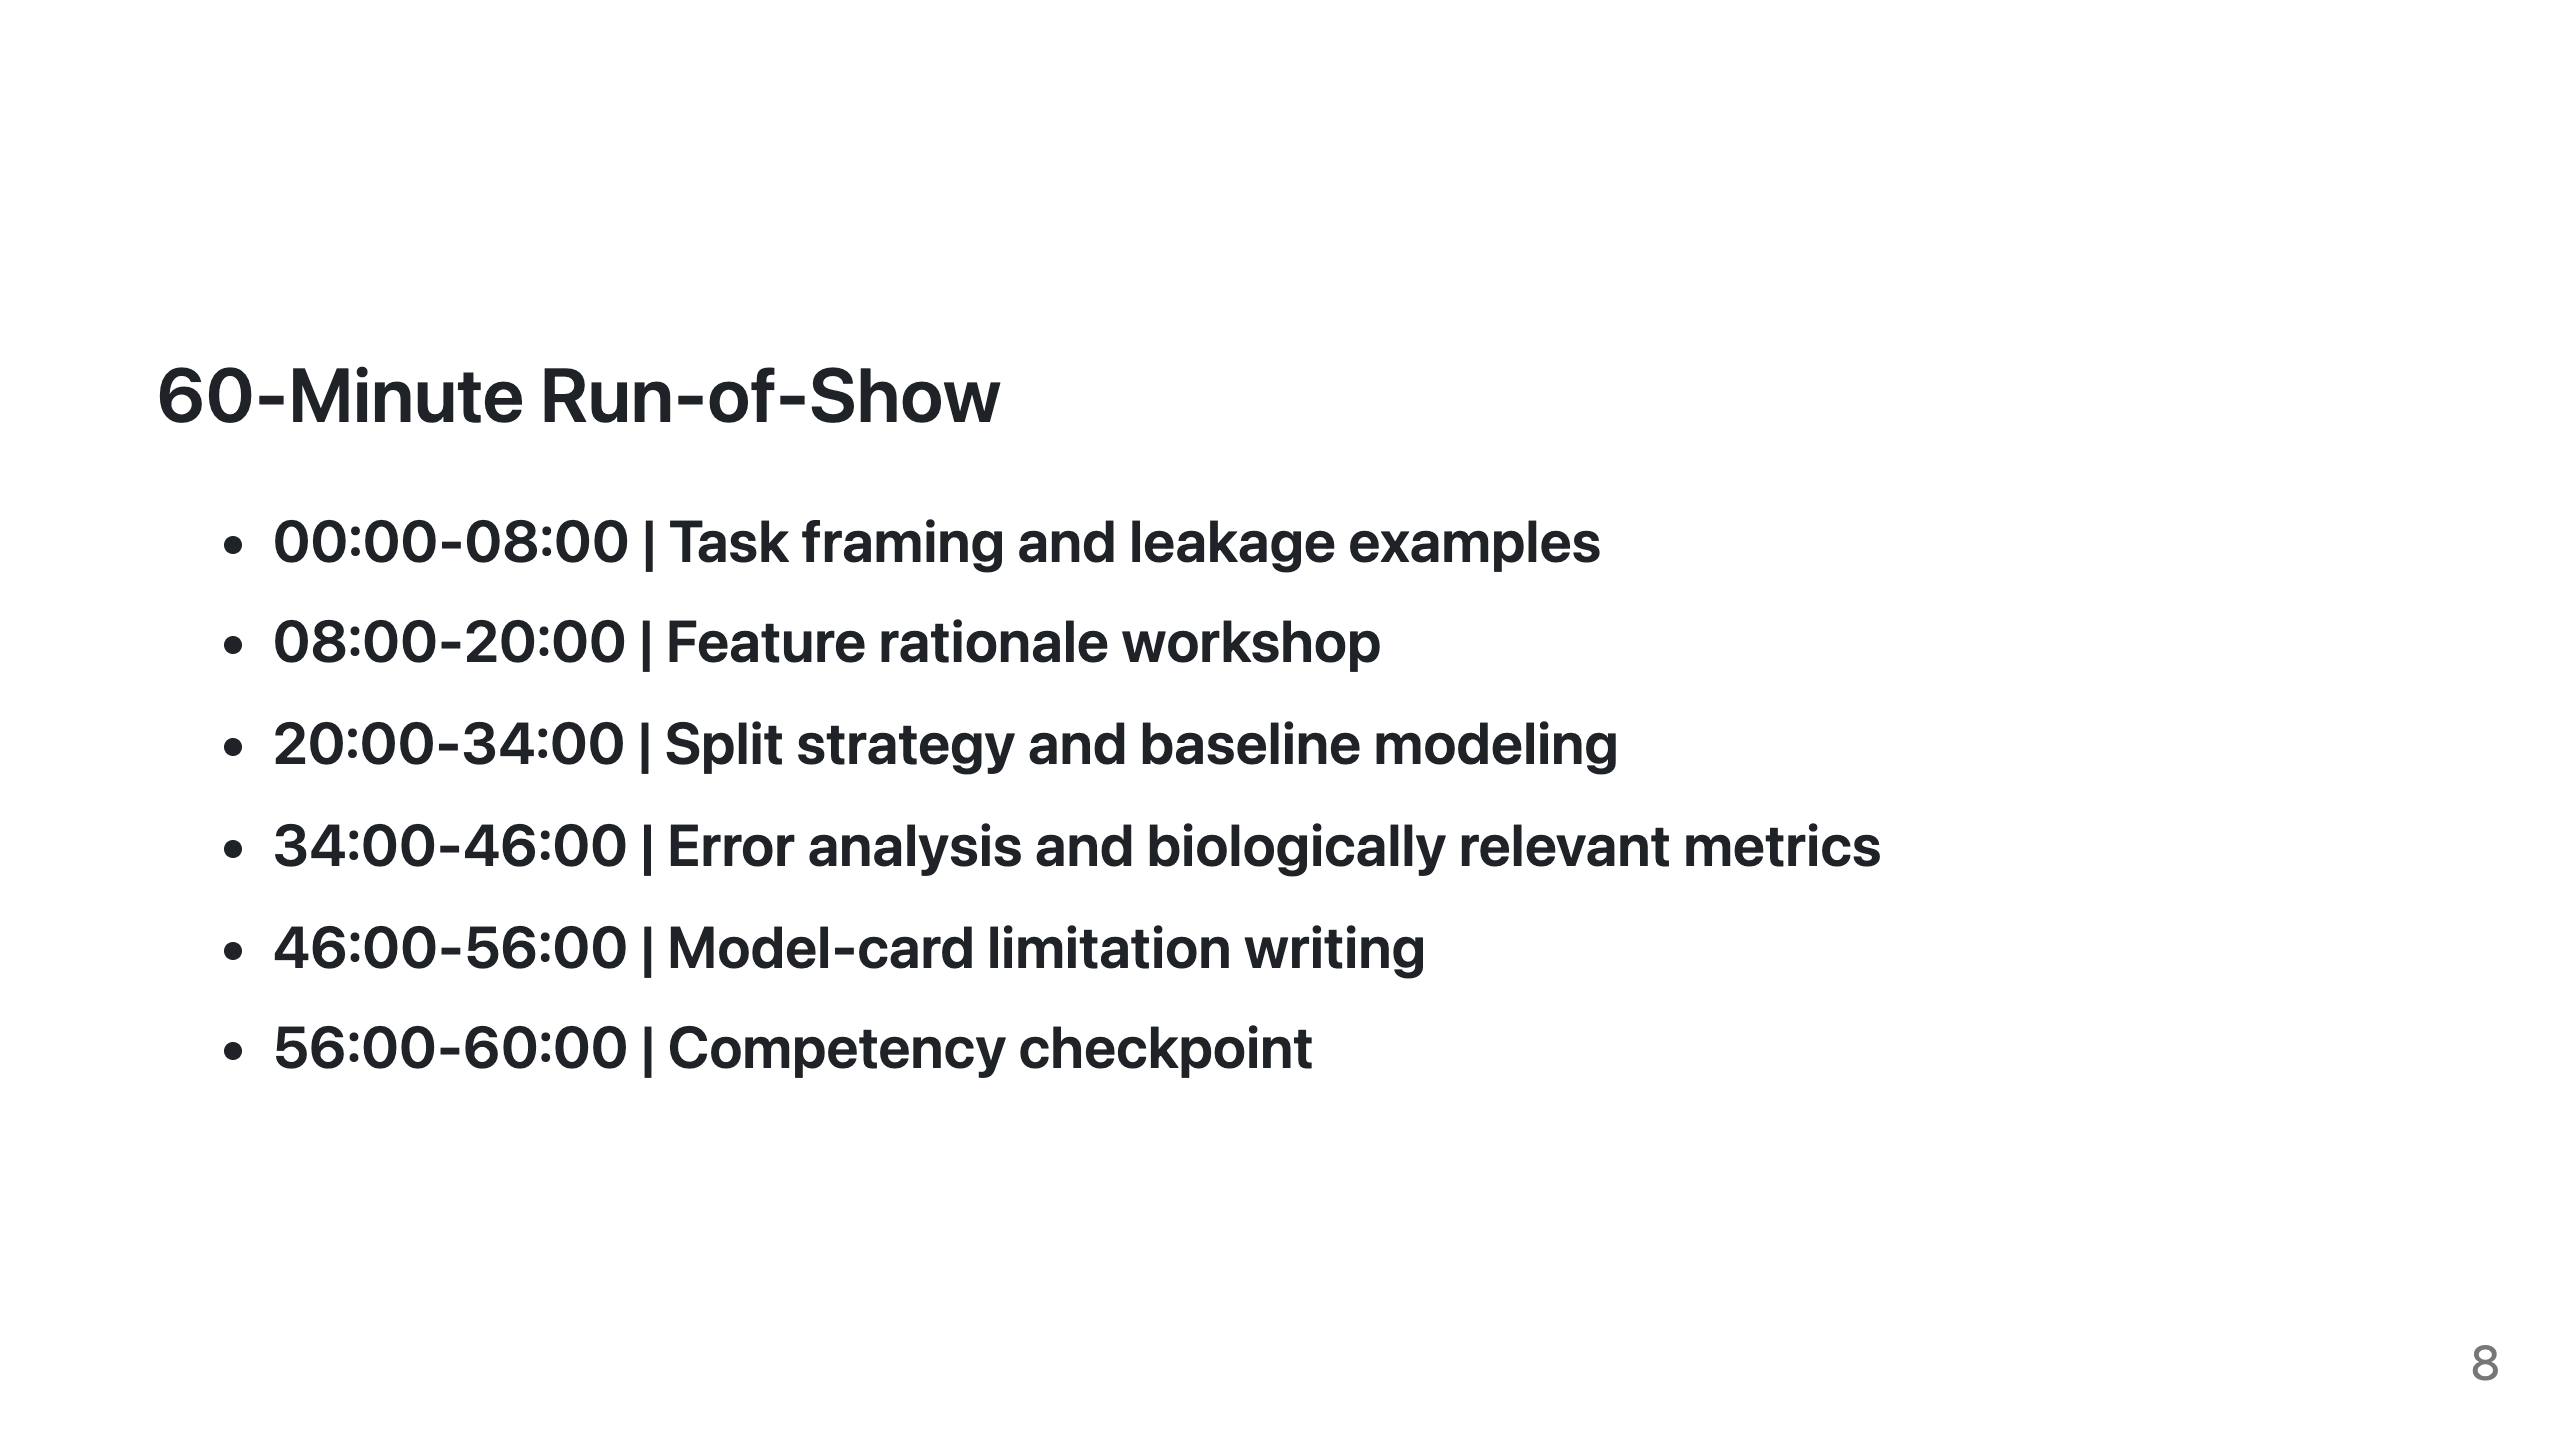 60-Minute Run-of-Show
• 00:00-08:00 | Task framing and leakage examples
• 08:00-20:00 | Feature rationale workshop
• 20:00-34:00 | Split strategy and baseline modeling
• 34:00-46:00 | Error analysis and biologically relevant metrics
• 46:00-56:00 | Model-card limitation writing
• 56:00-60:00 | Competency checkpoint
8